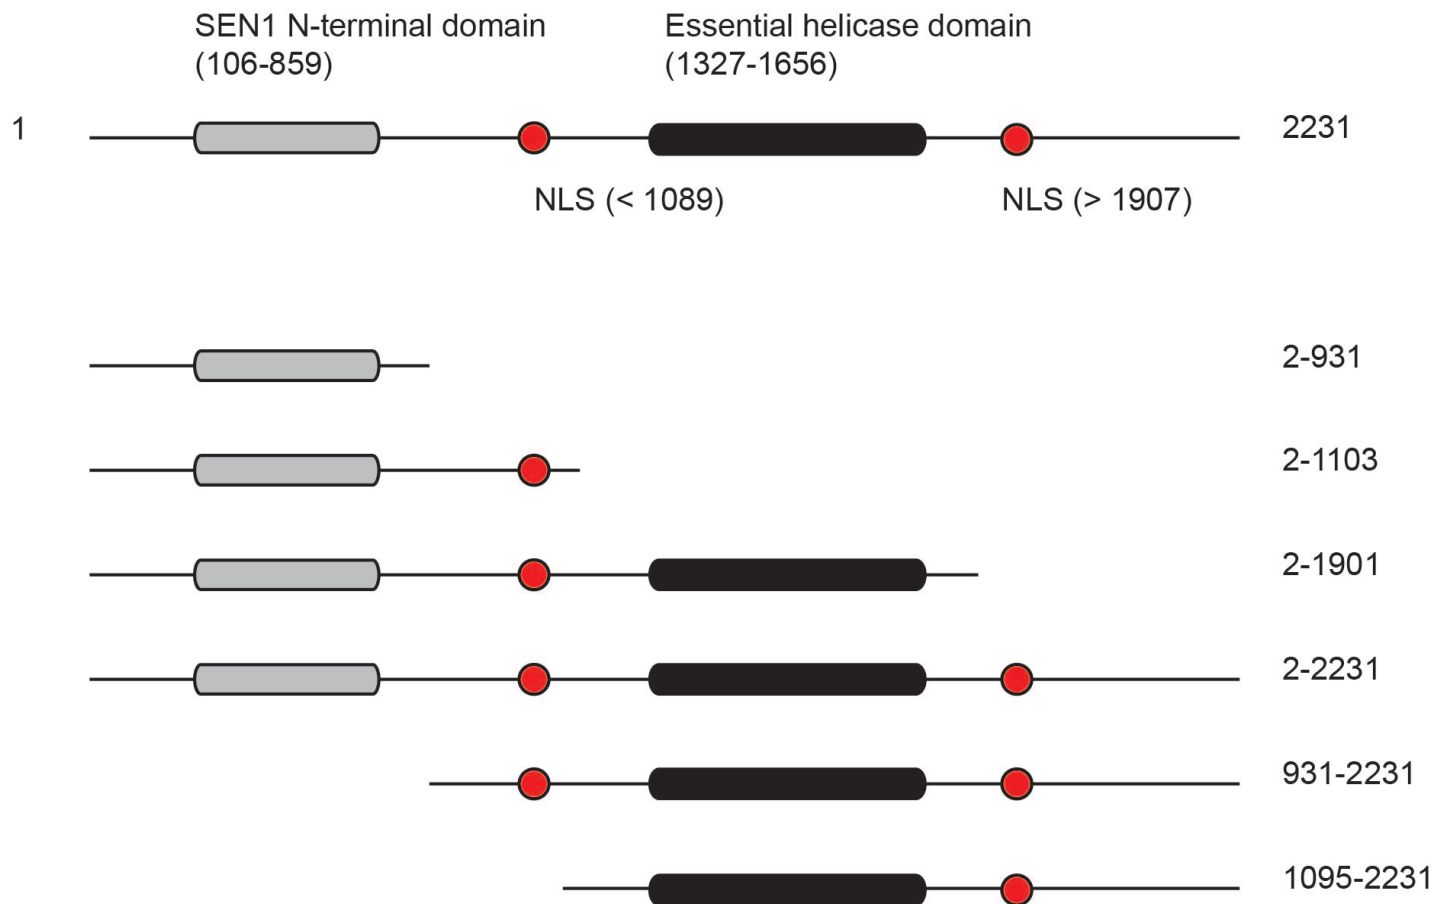 SEN1 N-terminal domain
(106-859)
Essential helicase domain
(1327-1656)
1
2231
NLS (< 1089)
NLS (> 1907)
2-931
2-1103
2-1901
2-2231
931-2231
1095-2231